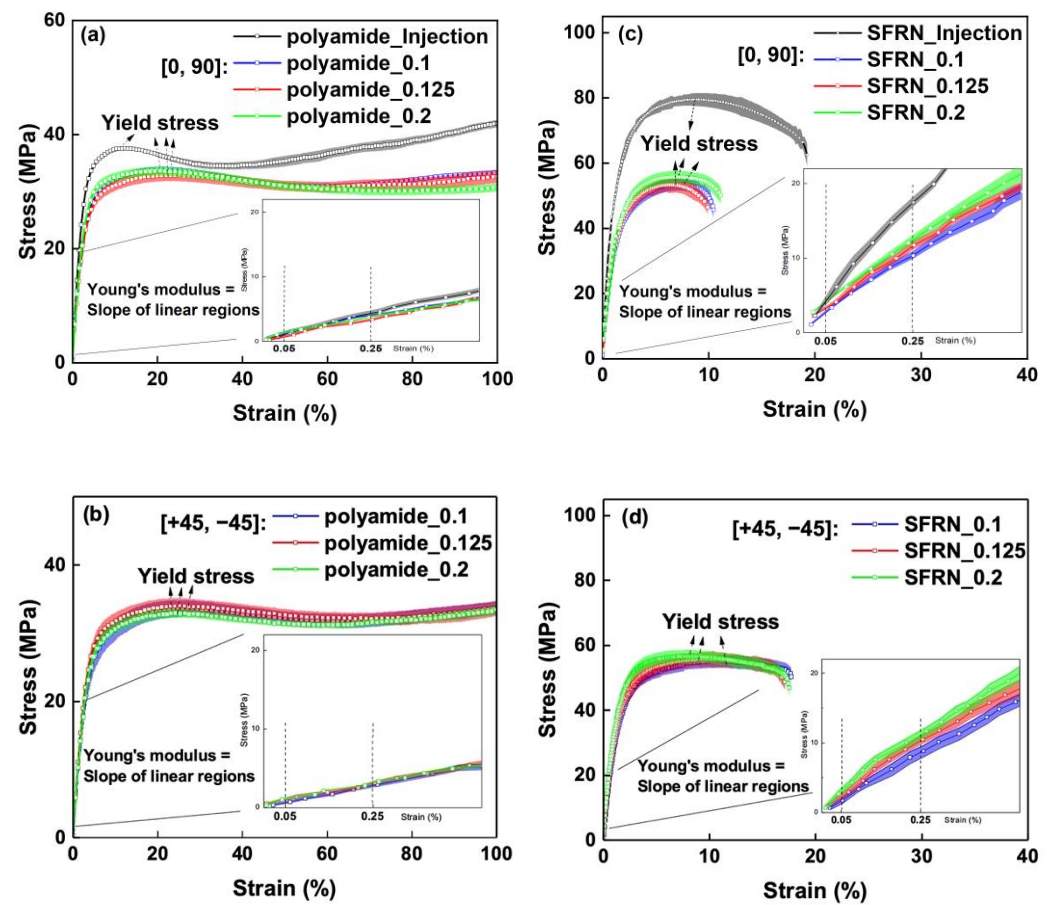 (a)
polyamide_Injection
[0, 90]:
polyamide_0.1
polyamide_0.125
polyamide_0.2
Yield stress
Stress (MPa)
60
40
20
0
Young's modulus =
Slope of linear regions
Stress (MPa)
20
10
0
0.05
0.25
Strain (%)
0
20
40
60
80
100
Strain (%)
(c)
SFRN_Injection
[0, 90]:
SFRN_0.1
SFRN_0.125
SFRN_0.2
Yield stress
Stress (MPa)
100
80
60
40
20
0
Young's modulus =
Slope of linear regions
Stress (MPa)
20
10
0
0.05
0.25
Strain (%)
0
10
20
30
40
Strain (%)
(b)
[+45, −45]:
polyamide_0.1
polyamide_0.125
polyamide_0.2
Yield stress
Stress (MPa)
40
20
0
Young's modulus =
Slope of linear regions
Stress (MPa)
20
10
0
0.05
0.25
Strain (%)
0
20
40
60
80
100
Strain (%)
(d)
[+45, −45]:
SFRN_0.1
SFRN_0.125
SFRN_0.2
Yield stress
Stress (MPa)
100
80
60
40
20
0
Young's modulus =
Slope of linear regions
Stress (MPa)
20
10
0
0.05
0.25
Strain (%)
0
10
20
30
40
Strain (%)